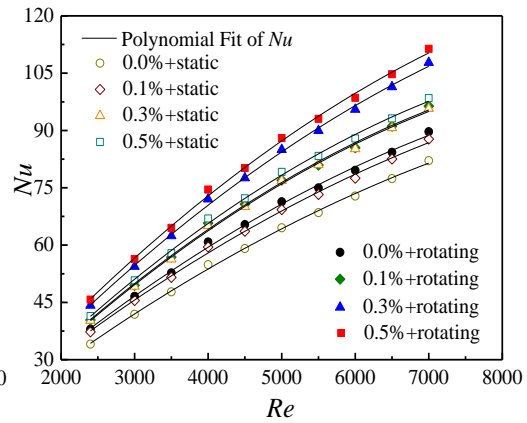 120
105
90
75
60
45
30
Nu
Polynomial Fit of Nu
0.0%+static
0.1%+static
0.3%+static
0.5%+static
0.0%+rotating
0.1%+rotating
0.3%+rotating
0.5%+rotating
0
2000 3000 4000 5000 6000 7000 8000
Re